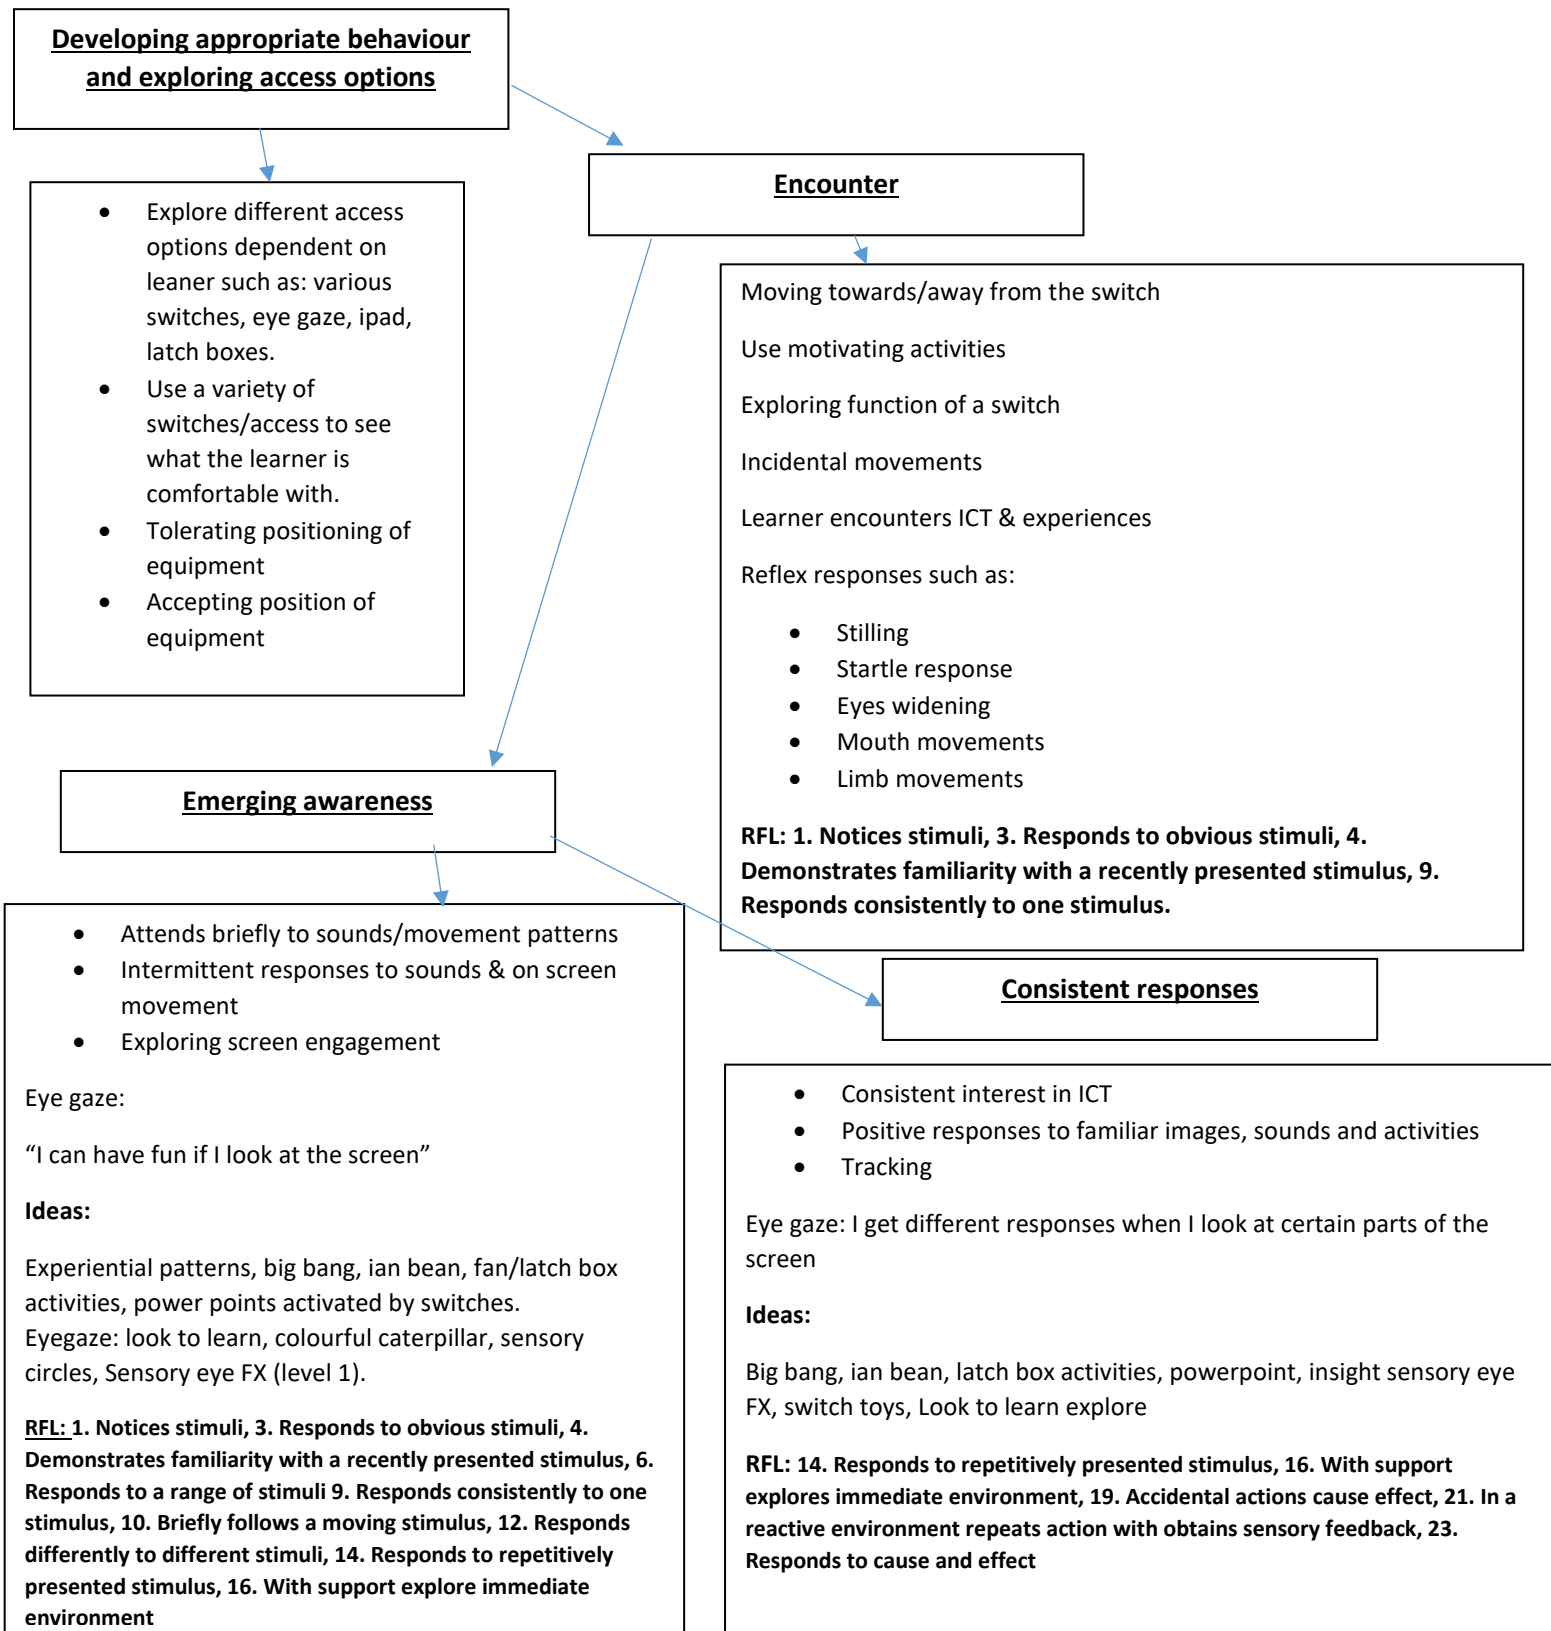 Developing appropriate behaviour
and exploring access options
• Explore different access
options dependent on
leaner such as: various
switches, eye gaze, ipad,
latch boxes.
• Use a variety of
switches/access to see
what the learner is
comfortable with.
• Tolerating positioning of
equipment
• Accepting position of
equipment
Encounter
Moving towards/away from the switch
Use motivating activities
Exploring function of a switch
Incidental movements
Learner encounters ICT & experiences
Reflex responses such as:
• Stilling
• Startle response
• Eyes widening
• Mouth movements
• Limb movements
RFL: 1. Notices stimuli, 3. Responds to obvious stimuli, 4.
Demonstrates familiarity with a recently presented stimulus, 9.
Responds consistently to one stimulus.
Emerging awareness
• Attends briefly to sounds/movement patterns
• Intermittent responses to sounds & on screen
movement
• Exploring screen engagement
Eye gaze:
“I can have fun if I look at the screen”
Ideas:
Experiential patterns, big bang, ian bean, fan/latch box
activities, power points activated by switches.
Eyegaze: look to learn, colourful caterpillar, sensory
circles, Sensory eye FX (level 1).
RFL: 1. Notices stimuli, 3. Responds to obvious stimuli, 4.
Demonstrates familiarity with a recently presented stimulus, 6.
Responds to a range of stimuli 9. Responds consistently to one
stimulus, 10. Briefly follows a moving stimulus, 12. Responds
differently to different stimuli, 14. Responds to repetitively
presented stimulus, 16. With support explore immediate
environment
Consistent responses
• Consistent interest in ICT
• Positive responses to familiar images, sounds and activities
• Tracking
Eye gaze: I get different responses when I look at certain parts of the
screen
Ideas:
Big bang, ian bean, latch box activities, powerpoint, insight sensory eye
FX, switch toys, Look to learn explore
RFL: 14. Responds to repetitively presented stimulus, 16. With support
explores immediate environment, 19. Accidental actions cause effect, 21. In a
reactive environment repeats action with obtains sensory feedback, 23.
Responds to cause and effect